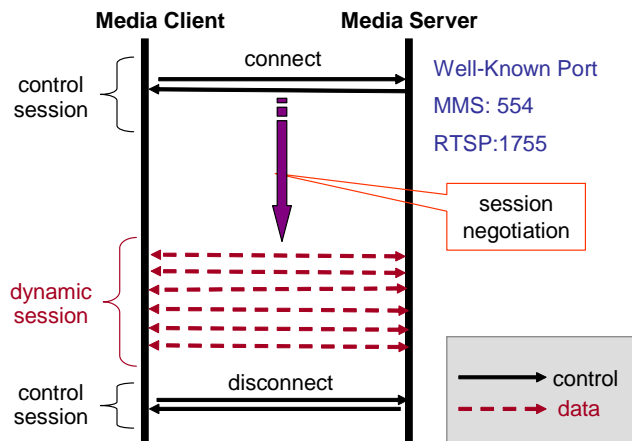 Media Client
Media Server
connect
control
session
Well-Known Port
MMS: 554
RTSP:1755
session
negotiation
dynamic
session
control
session
disconnect
control
data